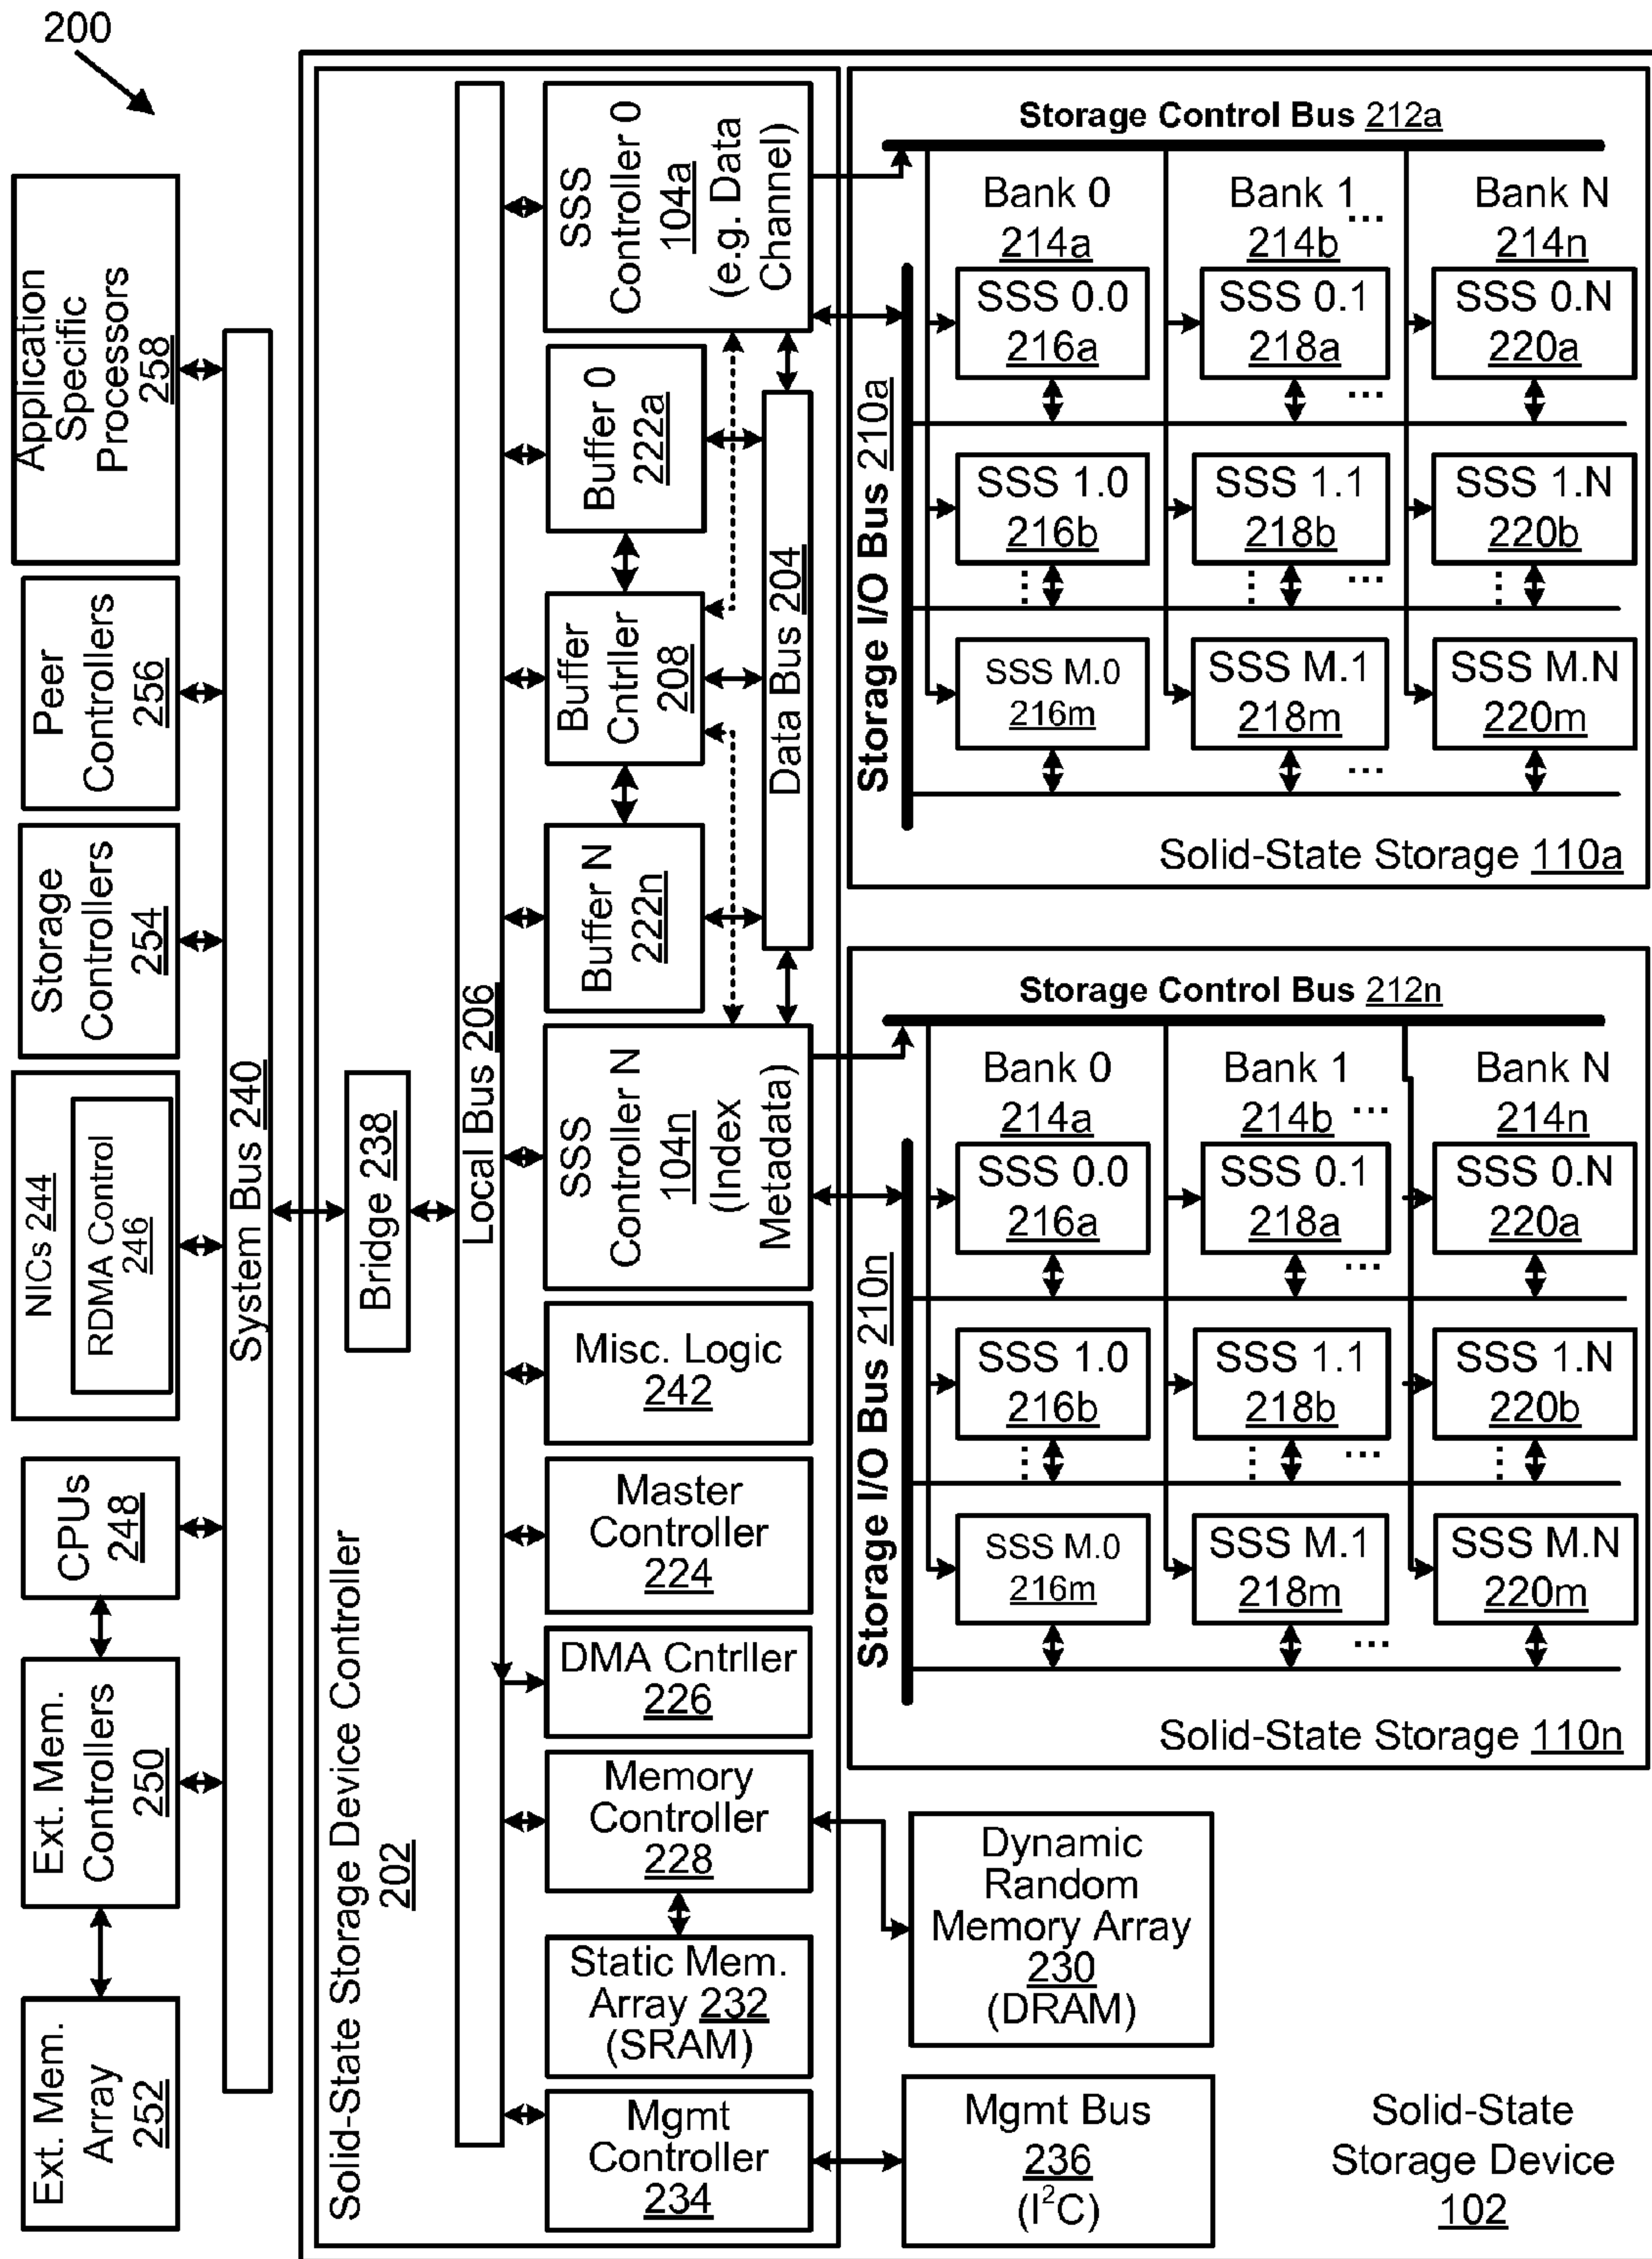 200
Application
Specific
Processors
258
Peer
Controllers
256
Storage
Controllers
254
NICs 244
RDMA Control
246
CPUs
248
Ext. Mem.
Controllers
250
Ext. Mem.
Array
252
System Bus 240
Bridge 238
Solid-State Storage Device Controller
202
Local Bus 206
SSS
Controller 0
104a
(e.g. Data
Channel)
Buffer 0
222a
Buffer
Cntrller
208
Buffer N
222n
Data Bus 204
SSS
Controller N
104n
(Index
Metadata)
Misc. Logic
242
Master
Controller
224
DMA Cntrller
226
Memory
Controller
228
Static Mem.
Array 232
(SRAM)
Mgmt
Controller
234
Storage Control Bus 212a
Bank 0
214a
Bank 1
214b
...
Bank N
214n
Storage I/O Bus 210a
SSS 0.0
216a
SSS 0.1
218a
...
SSS 0.N
220a
SSS 1.0
216b
...
SSS 1.1
218b
...
...
SSS 1.N
220b
...
SSS M.0
216m
SSS M.1
218m
...
SSS M.N
220m
Solid-State Storage 110a
Storage Control Bus 212n
Bank 0
214a
Bank 1
214b
...
Bank N
214n
Storage I/O Bus 210n
SSS 0.0
216a
SSS 0.1
218a
...
SSS 0.N
220a
SSS 1.0
216b
...
SSS 1.1
218b
...
...
SSS 1.N
220b
...
SSS M.0
216m
SSS M.1
218m
...
SSS M.N
220m
Solid-State Storage 110n
Dynamic
Random
Memory Array
230
(DRAM)
Mgmt Bus
236
(I²C)
Solid-State
Storage Device
102